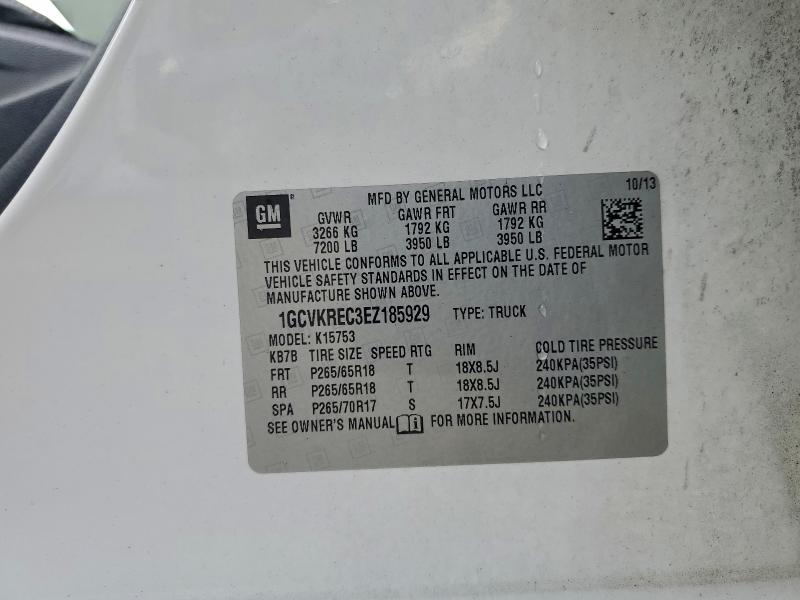 GM®
MFD BY GENERAL MOTORS LLC
10/13
GVWR GAWR FRT GAWR RR
3266 KG 1792 KG 1792 KG
7200 LB 3950 LB 3950 LB
THIS VEHICLE CONFORMS TO ALL APPLICABLE U.S. FEDERAL MOTOR
VEHICLE SAFETY STANDARDS IN EFFECT ON THE DATE OF
MANUFACTURE SHOWN ABOVE.
1GCVKREC3EZ185929 TYPE: TRUCK
MODEL: K15753
KB7B TIRE SIZE SPEED RTG RIM COLD TIRE PRESSURE
FRT P265/65R18 T 18X8.5J 240KPA(35PSI)
RR P265/65R18 T 18X8.5J 240KPA(35PSI)
SPA P265/70R17 S 17X7.5J 240KPA(35PSI)
SEE OWNER'S MANUAL FOR MORE INFORMATION.